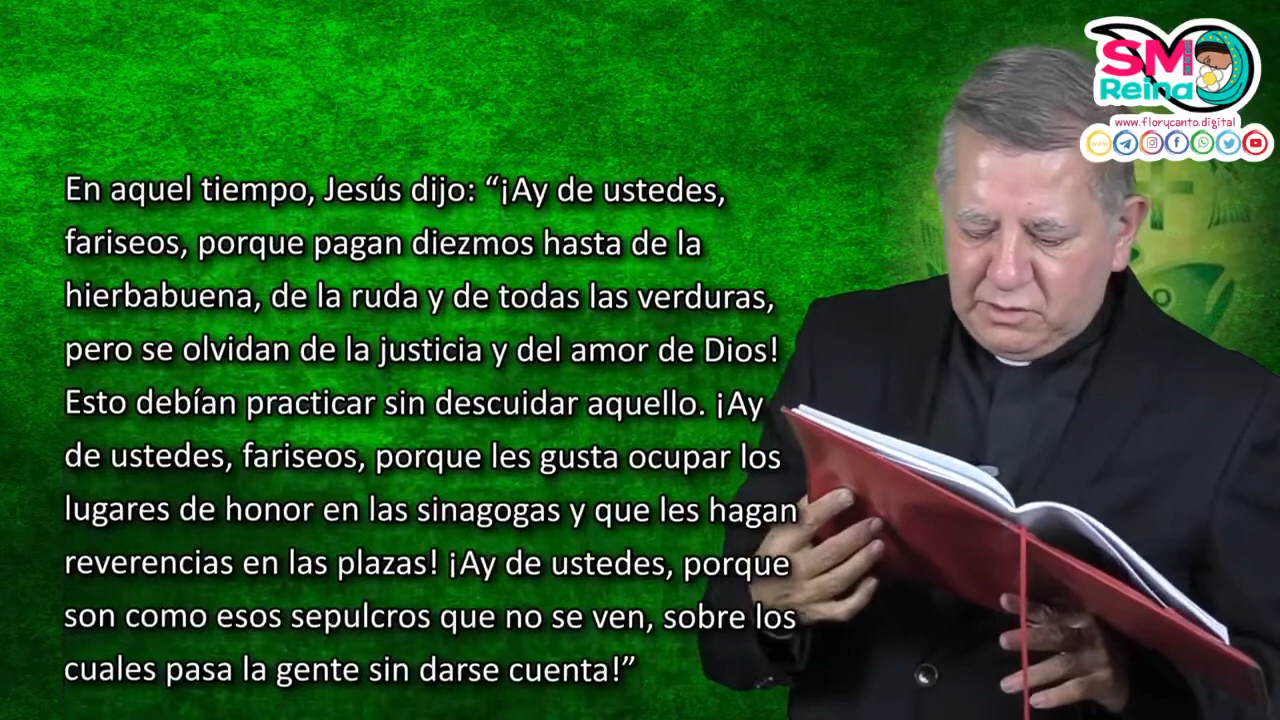 SM
Reina
www.florycanto.digital
En aquel tiempo, Jesús dijo: “¡Ay de ustedes,
fariseos, porque pagan diezmos hasta de la
hierbabuena, de la ruda y de todas las verduras,
pero se olvidan de la justicia y del amor de Dios!
Esto debían practicar sin descuidar aquello. ¡Ay
de ustedes, fariseos, porque les gusta ocupar los
lugares de honor en las sinagogas y que les hagan
reverencias en las plazas! ¡Ay de ustedes, porque
son como esos sepulcros que no se ven, sobre los
cuales pasa la gente sin darse cuenta!”